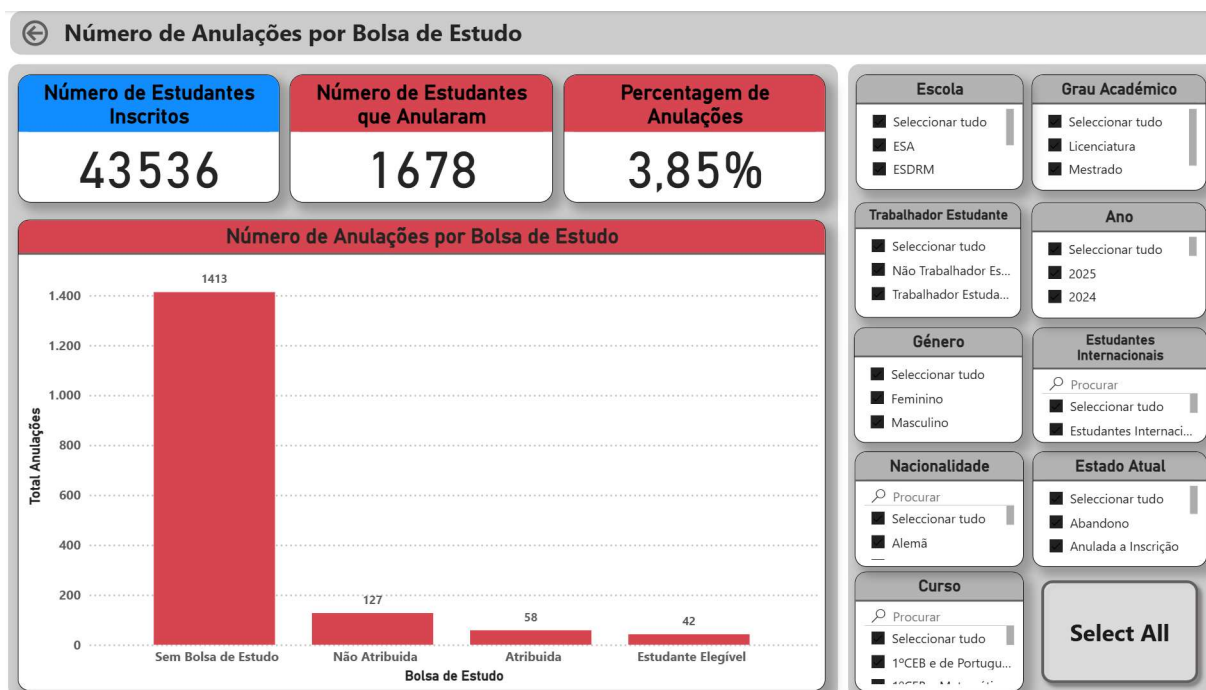 Número de Anulações por Bolsa de Estudo
Número de Estudantes
Inscritos
43536
Número de Estudantes
que Anularam
1678
Percentagem de
Anulações
3,85%
Número de Anulações por Bolsa de Estudo
Total Anulações
1.400
1.200
1.000
800
600
400
200
0
1413
127
58
42
Sem Bolsa de Estudo
Não Atribuida
Atribuida
Estudante Elegível
Bolsa de Estudo
Escola
Seleccionar tudo
ESA
ESDRM
Grau Académico
Seleccionar tudo
Licenciatura
Mestrado
Trabalhador Estudante
Seleccionar tudo
Não Trabalhador Es...
Trabalhador Estuda...
Ano
Seleccionar tudo
2025
2024
Género
Seleccionar tudo
Feminino
Masculino
Estudantes
Internacionais
Procurar
Seleccionar tudo
Estudantes Internaci...
Nacionalidade
Procurar
Seleccionar tudo
Alemã
Estado Atual
Seleccionar tudo
Abandono
Anulada a Inscrição
Curso
Procurar
Seleccionar tudo
1ºCEB e de Portugu...
Select All